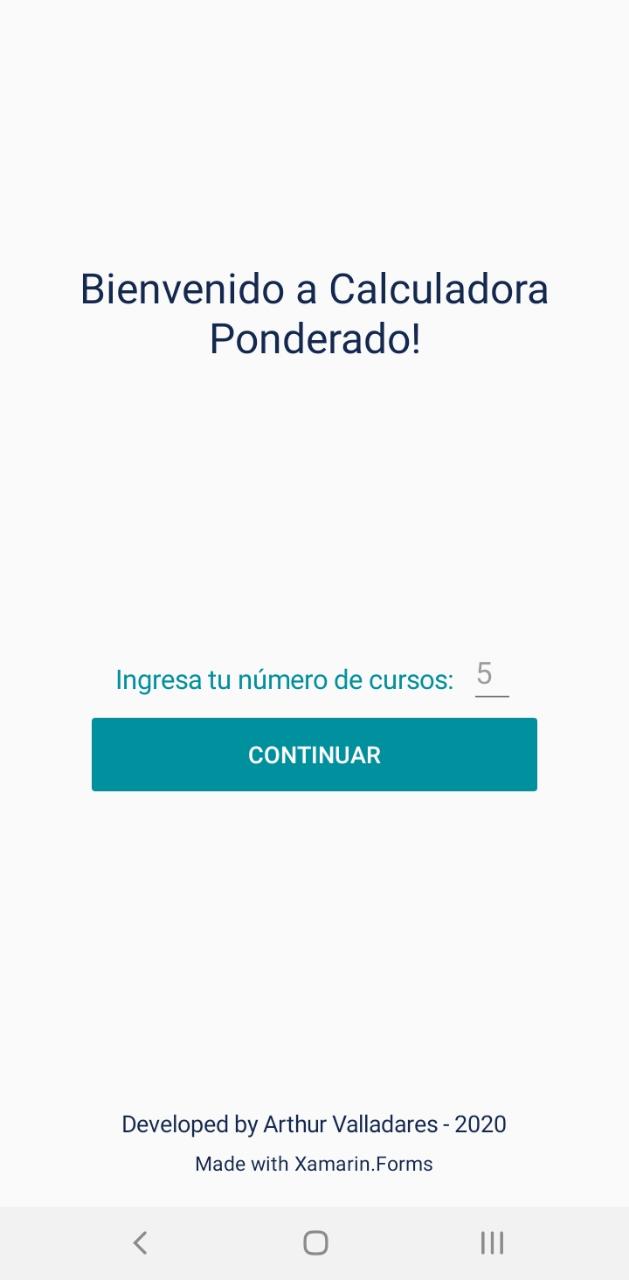 Bienvenido a Calculadora
Ponderado!
Ingresa tu número de cursos: 5
CONTINUAR
Developed by Arthur Valladares - 2020
Made with Xamarin.Forms